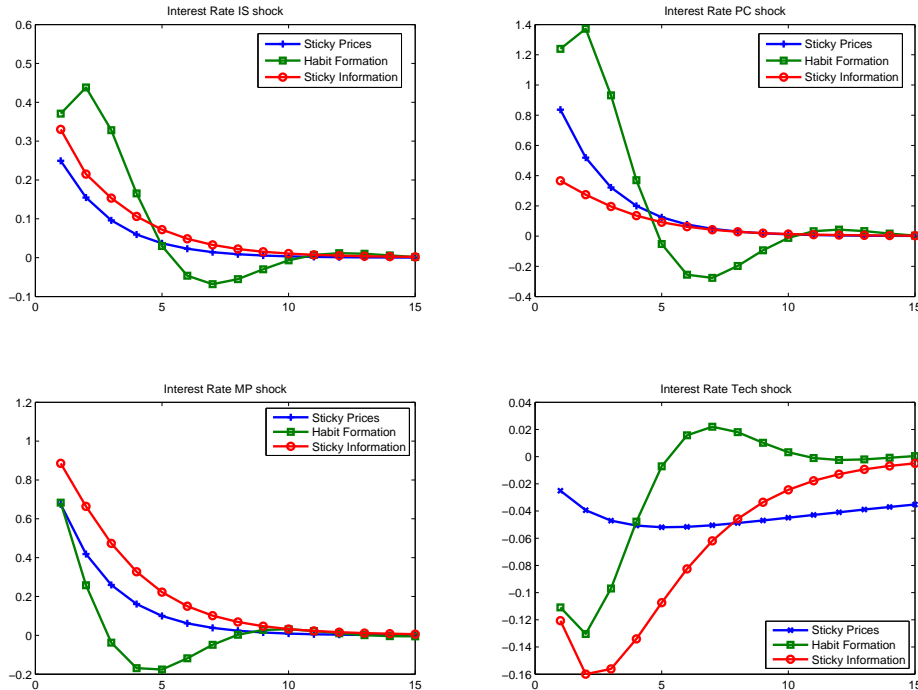 Interest Rate IS shock
0.6
0.5
0.4
0.3
0.2
0.1
0
−0.1
0 5 10 15
Sticky Prices
Habit Formation
Sticky Information
Interest Rate PC shock
1.4
1.2
1
0.8
0.6
0.4
0.2
0
−0.2
−0.4
0 5 10 15
Sticky Prices
Habit Formation
Sticky Information
Interest Rate MP shock
1.2
1
0.8
0.6
0.4
0.2
0
−0.2
0 5 10 15
Sticky Prices
Habit Formation
Sticky Information
Interest Rate Tech shock
0.04
0.02
0
−0.02
−0.04
−0.06
−0.08
−0.1
−0.12
−0.14
−0.16
0 5 10 15
Sticky Prices
Habit Formation
Sticky Information